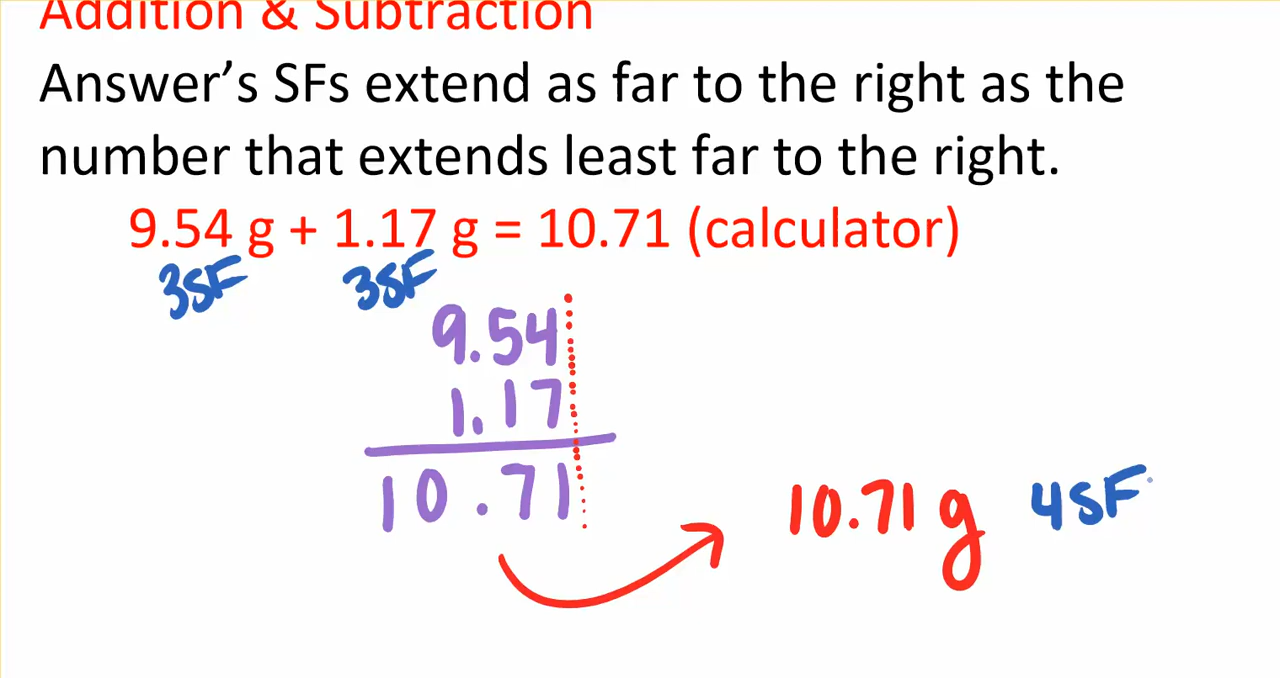 Addition & Subtraction
Answer's SFs extend as far to the right as the
number that extends least far to the right.
9.54 g + 1.17 g = 10.71 (calculator)
3SF 3SF
9.54
1.17
10.71
10.71 g 4SF